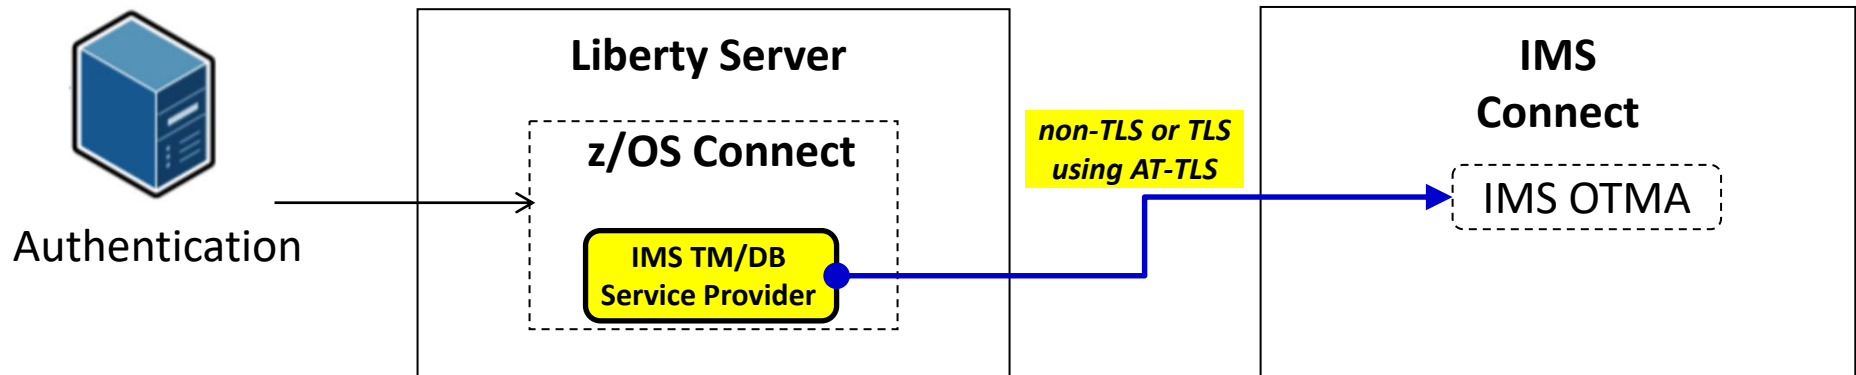 Authentication
Liberty Server
z/OS Connect
IMS TM/DB
Service Provider
non-TLS or TLS
using AT-TLS
IMS
Connect
IMS OTMA